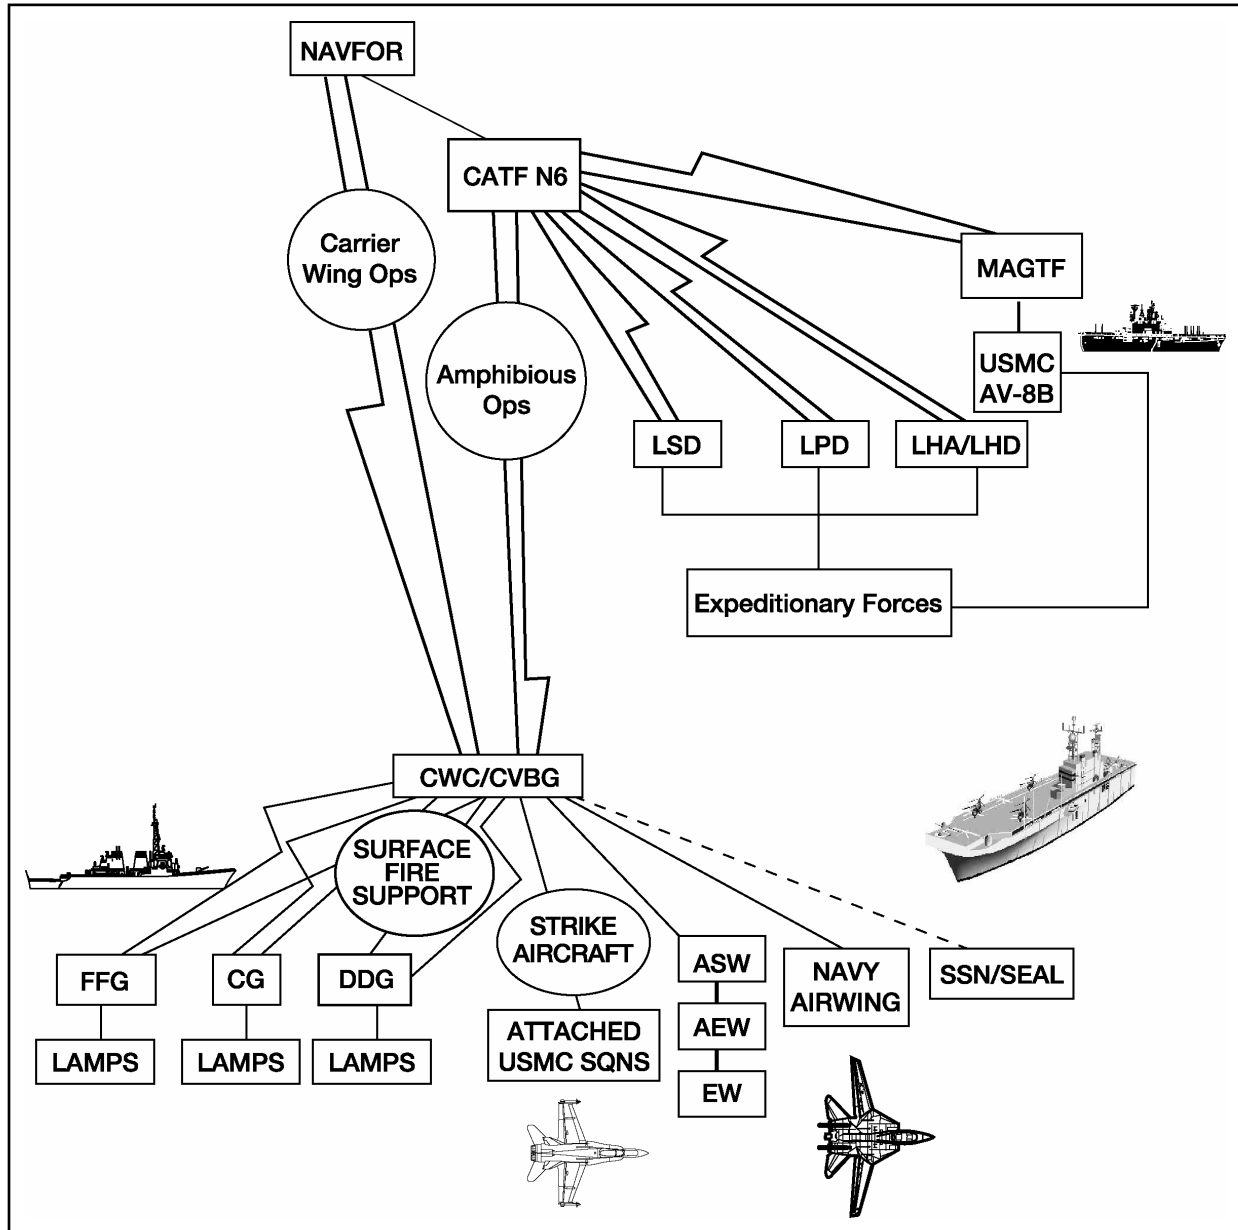 NAVFOR
CATF N6
Carrier
Wing Ops
MAGTF
Amphibious
Ops
USMC
AV-8B
LSD
LPD
LHA/LHD
Expeditionary Forces
CWC/CVBG
SURFACE
FIRE
SUPPORT
STRIKE
AIRCRAFT
FFG
CG
DDG
ASW
NAVY
AIRWING
SSN/SEAL
LAMPS
LAMPS
LAMPS
ATTACHED
USMC SQNS
AEW
EW